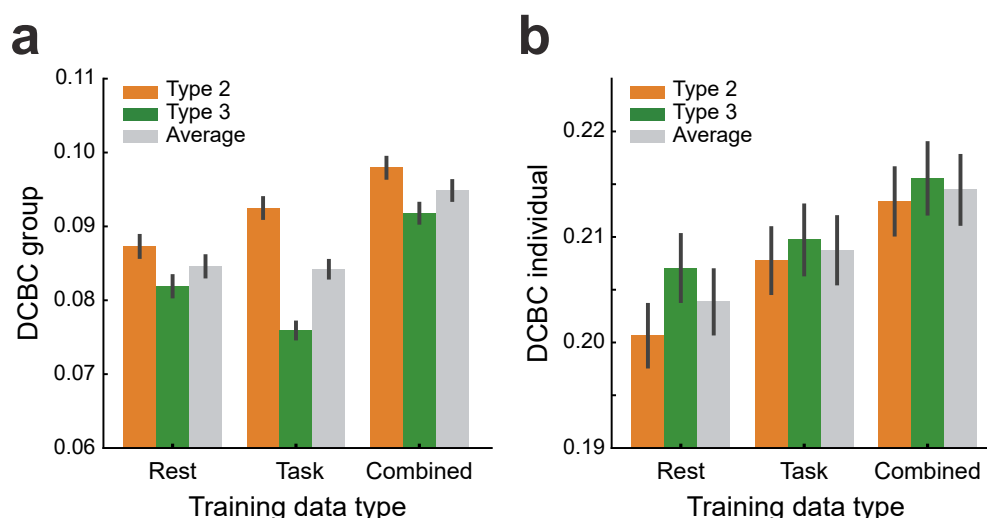 a
DCBC group
0.11
0.10
0.09
0.08
0.07
0.06
Type 2
Type 3
Average
Rest
Task
Combined
Training data type
b
DCBC individual
0.22
0.21
0.20
0.19
Type 2
Type 3
Average
Rest
Task
Combined
Training data type